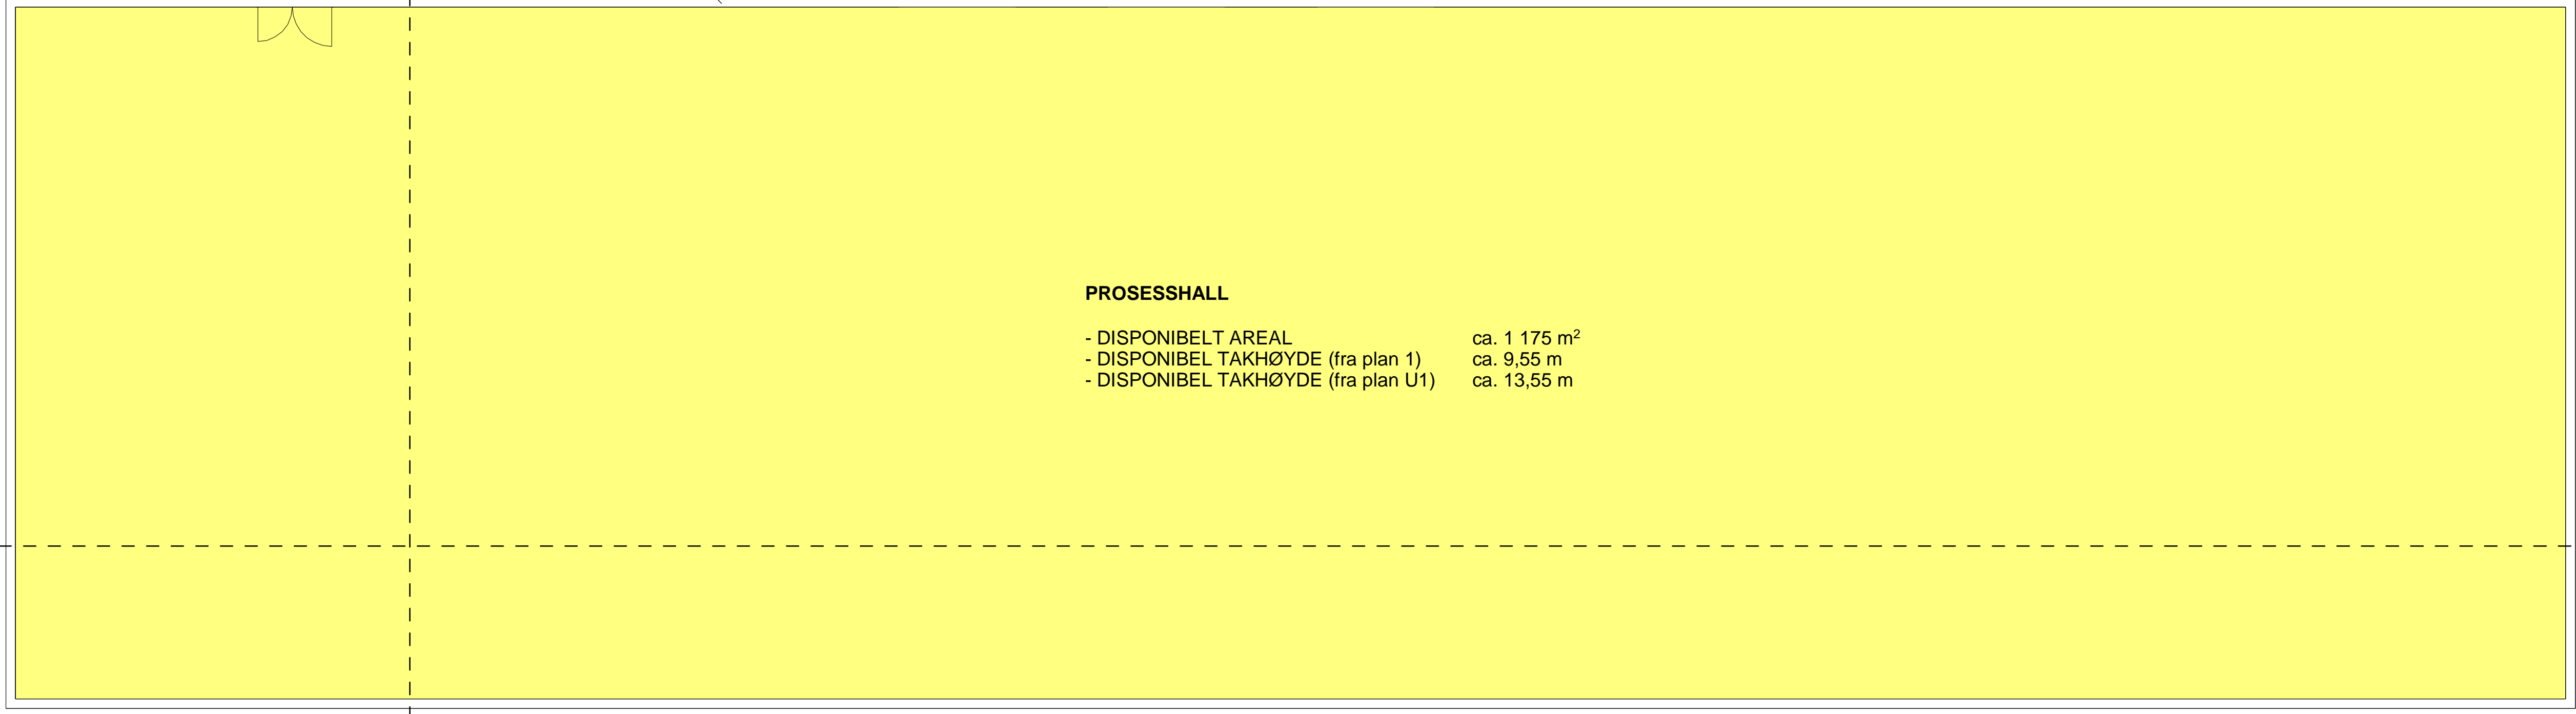 PROSESSHALL
- DISPONIBELT AREAL ca. 1 175 m²
- DISPONIBEL TAKHØYDE (fra plan 1) ca. 9,55 m
- DISPONIBEL TAKHØYDE (fra plan U1) ca. 13,55 m